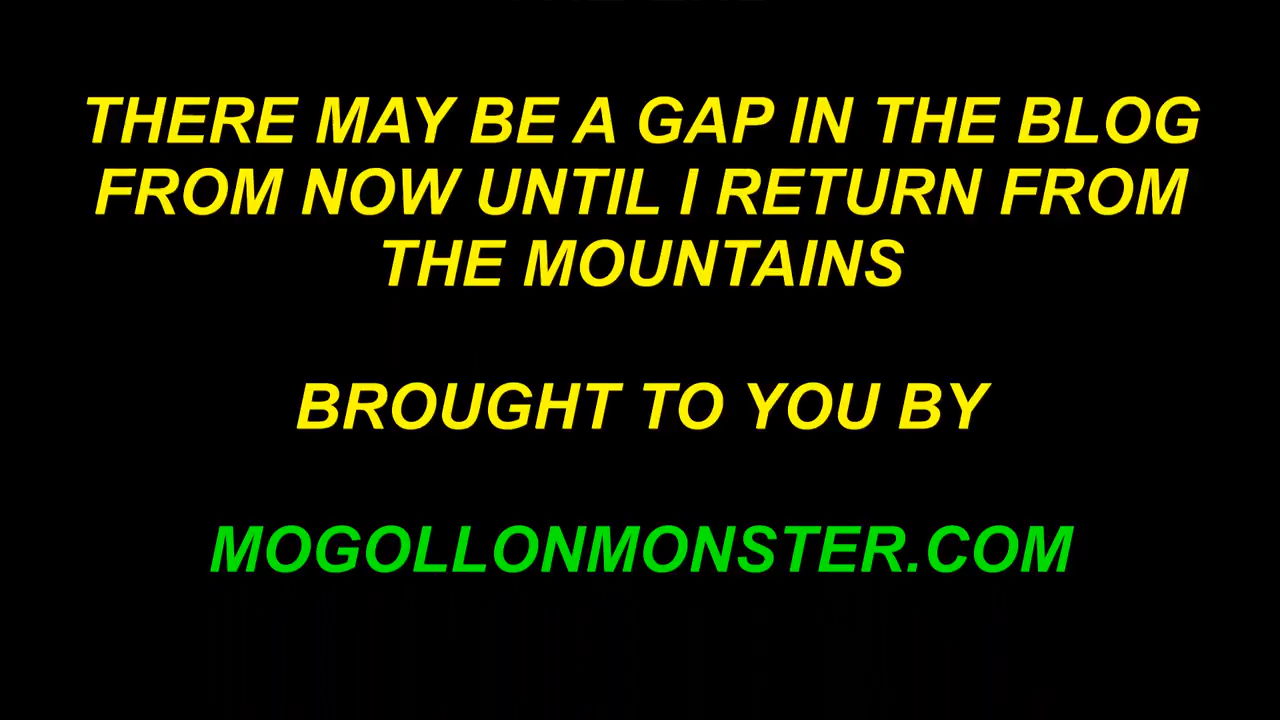 THERE MAY BE A GAP IN THE BLOG
FROM NOW UNTIL I RETURN FROM
THE MOUNTAINS
BROUGHT TO YOU BY
MOGOLLONMONSTER.COM